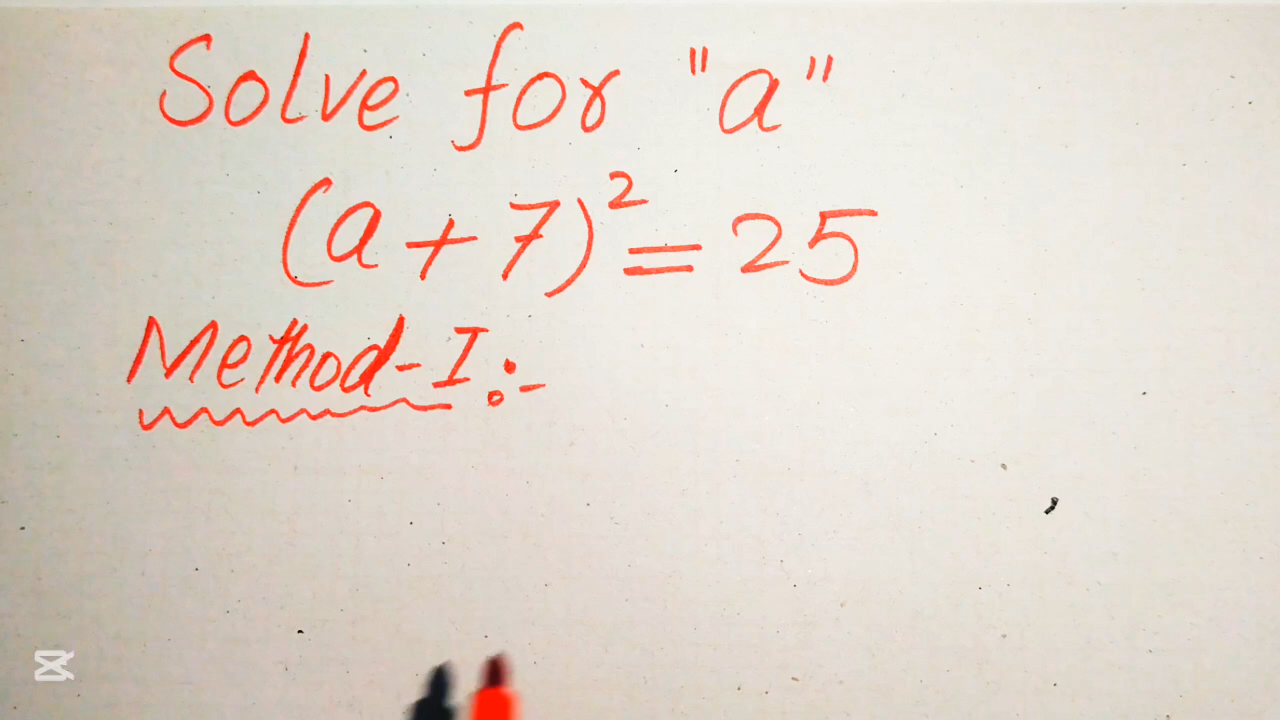 Solve for "a"
(a + 7)² = 25
Method-I:-